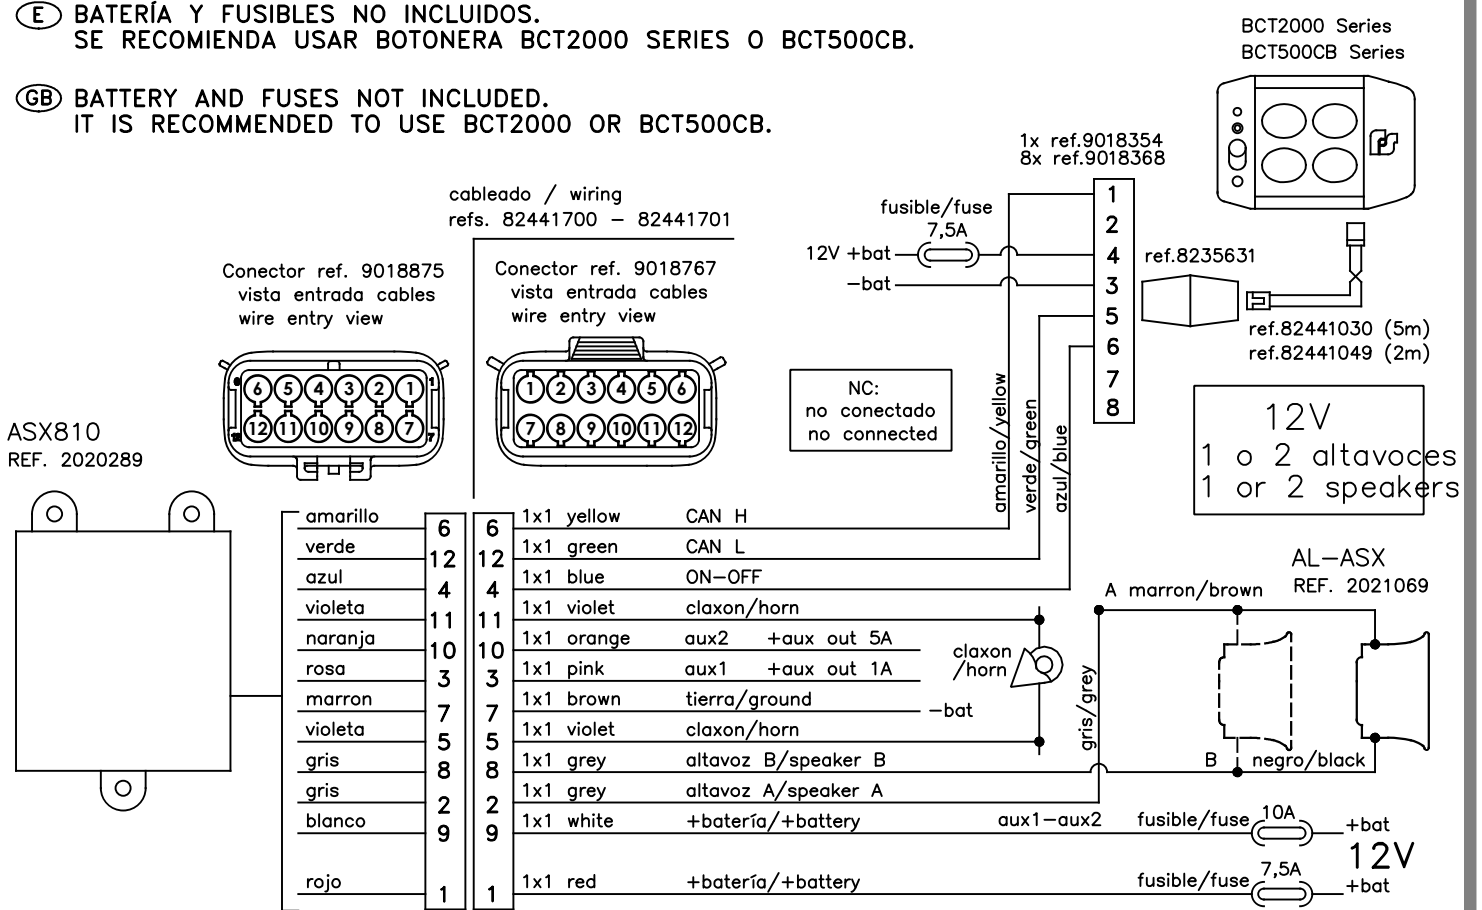 E BATERÍA Y FUSIBLES NO INCLUIDOS.
SE RECOMIENDA USAR BOTONERA BCT2000 SERIES O BCT500CB.
GB BATTERY AND FUSES NOT INCLUDED.
IT IS RECOMMENDED TO USE BCT2000 OR BCT500CB.
BCT2000 Series
BCT500CB Series
1x ref.9018354
8x ref.9018368
cableado / wiring
refs. 82441700 – 82441701
Conector ref. 9018875
vista entrada cables
wire entry view
Conector ref. 9018767
vista entrada cables
wire entry view
6 5 4 3 2 1
12 11 10 9 8 7
1 2 3 4 5 6
7 8 9 10 11 12
fusible/fuse
7,5A
12V +bat
-bat
1
2
4
3
5
6
7
8
ref.8235631
ref.82441030 (5m)
ref.82441049 (2m)
NC:
no conectado
no connected
amarillo/yellow
verde/green
azul/blue
12V
1 o 2 altavoces
1 or 2 speakers
ASX810
REF. 2020289
AL-ASX
REF. 2021069
amarillo 6 6 1x1 yellow CAN H
verde 12 12 1x1 green CAN L
azul 4 4 1x1 blue ON-OFF
violeta 11 11 1x1 violet claxon/horn
naranja 10 10 1x1 orange aux2 +aux out 5A
rosa 3 3 1x1 pink aux1 +aux out 1A
marron 7 7 1x1 brown tierra/ground -bat
violeta 5 5 1x1 violet claxon/horn
gris 8 8 1x1 grey altavoz B/speaker B
gris 2 2 1x1 grey altavoz A/speaker A
blanco 9 9 1x1 white +batería/+battery aux1-aux2 fusible/fuse 10A +bat
12V
rojo 1 1 1x1 red +batería/+battery fusible/fuse 7,5A +bat
claxon
/horn
gris/grey
A marron/brown
B negro/black